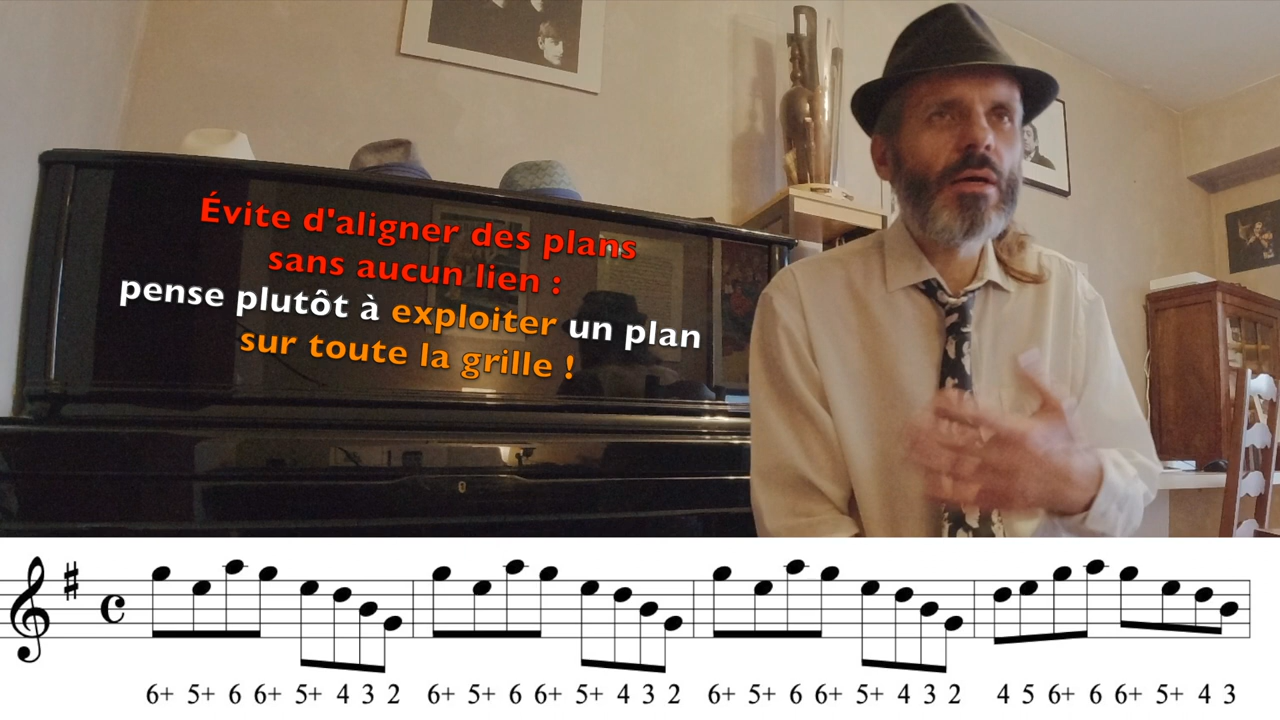 Évite d'aligner des plans
sans aucun lien :
pense plutôt à exploiter un plan
sur toute la grille !
6+ 5+ 6 6+ 5+ 4 3 2 6+ 5+ 6 6+ 5+ 4 3 2 6+ 5+ 6 6+ 5+ 4 3 2 4 5 6+ 6 6+ 5+ 4 3